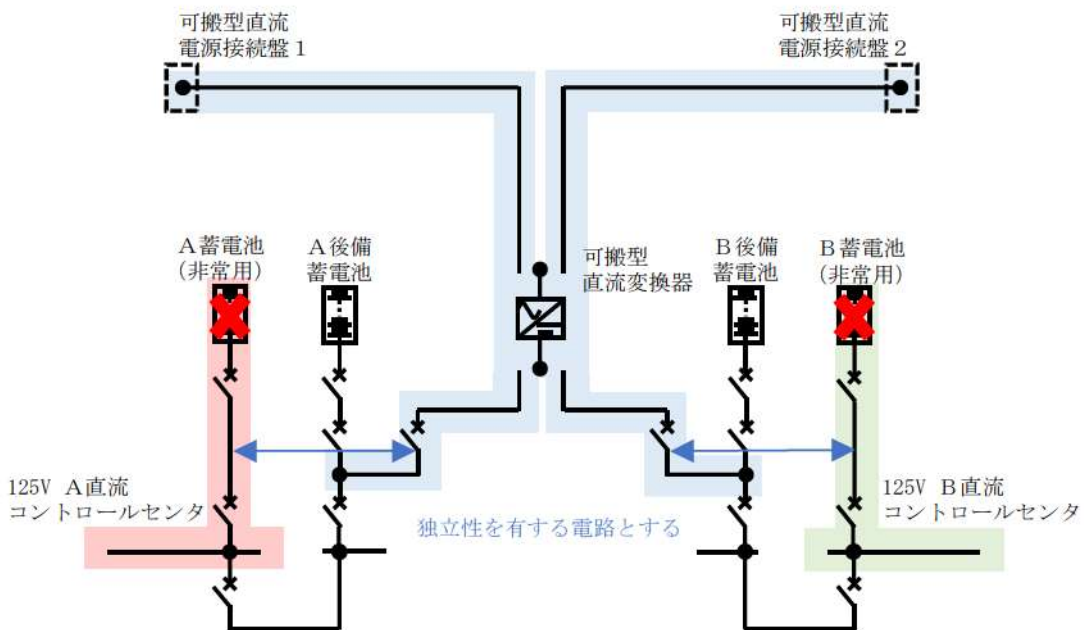 可搬型直流
電源接続盤1
可搬型直流
電源接続盤2
A蓄電池
(非常用)
A後備
蓄電池
可搬型
直流変換器
B後備
蓄電池
B蓄電池
(非常用)
125V A直流
コントロールセンタ
独立性を有する電路とする
125V B直流
コントロールセンタ